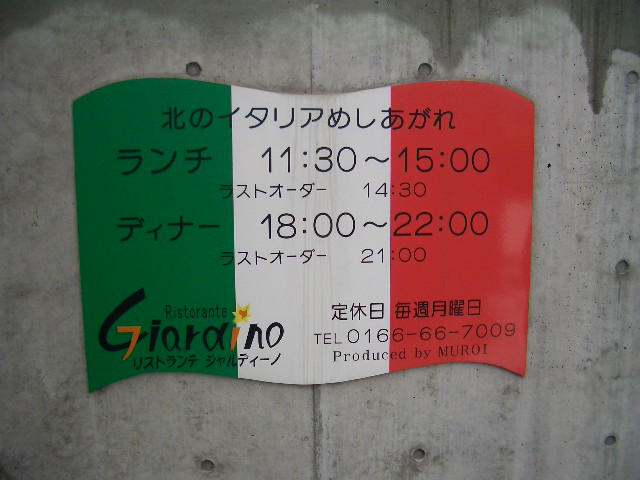 北のイタリアめしあがれ
ランチ 11:30〜15:00
ラストオーダー 14:30
ディナー 18:00〜22:00
ラストオーダー 21:00
Ristorante
Giardino
リストランテ ジャルディーノ
定休日 毎週月曜日
TEL 0166-66-7009
Produced by MUROI